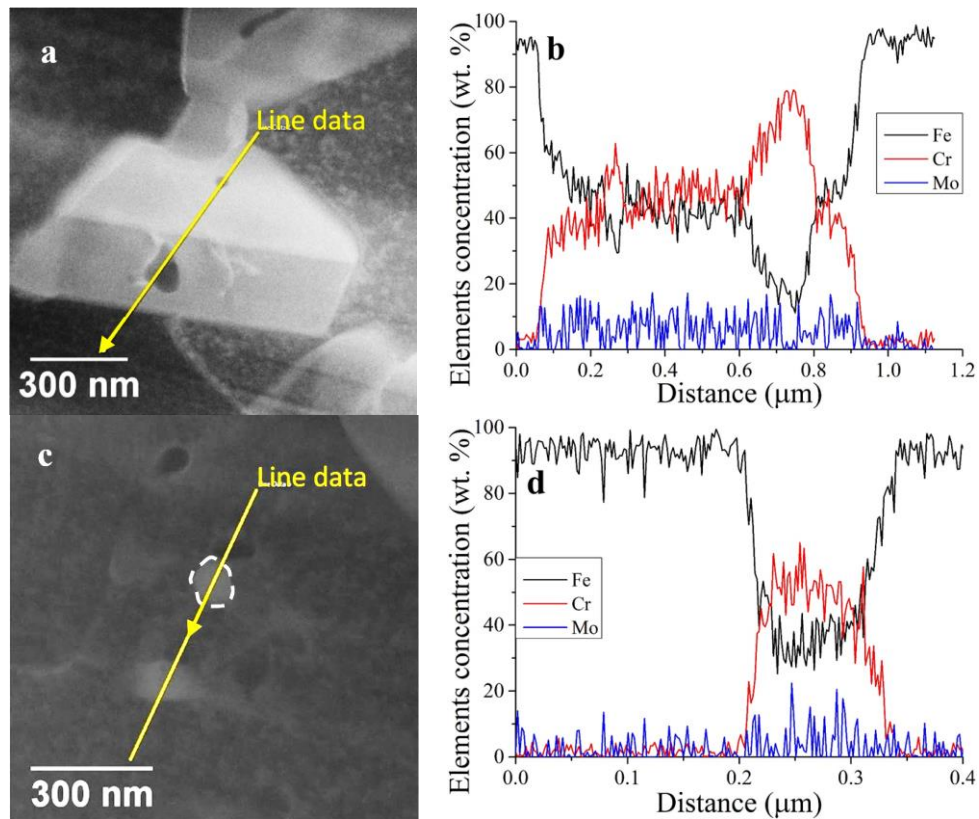 a
Line data
300 nm
b
Elements concentration (wt. %)
100
80
60
40
20
0
Fe
Cr
Mo
0.0 0.2 0.4 0.6 0.8 1.0 1.2
Distance (μm)
c
Line data
300 nm
d
Elements concentration (wt. %)
100
80
60
40
20
0
Fe
Cr
Mo
0.0 0.1 0.2 0.3 0.4
Distance (μm)